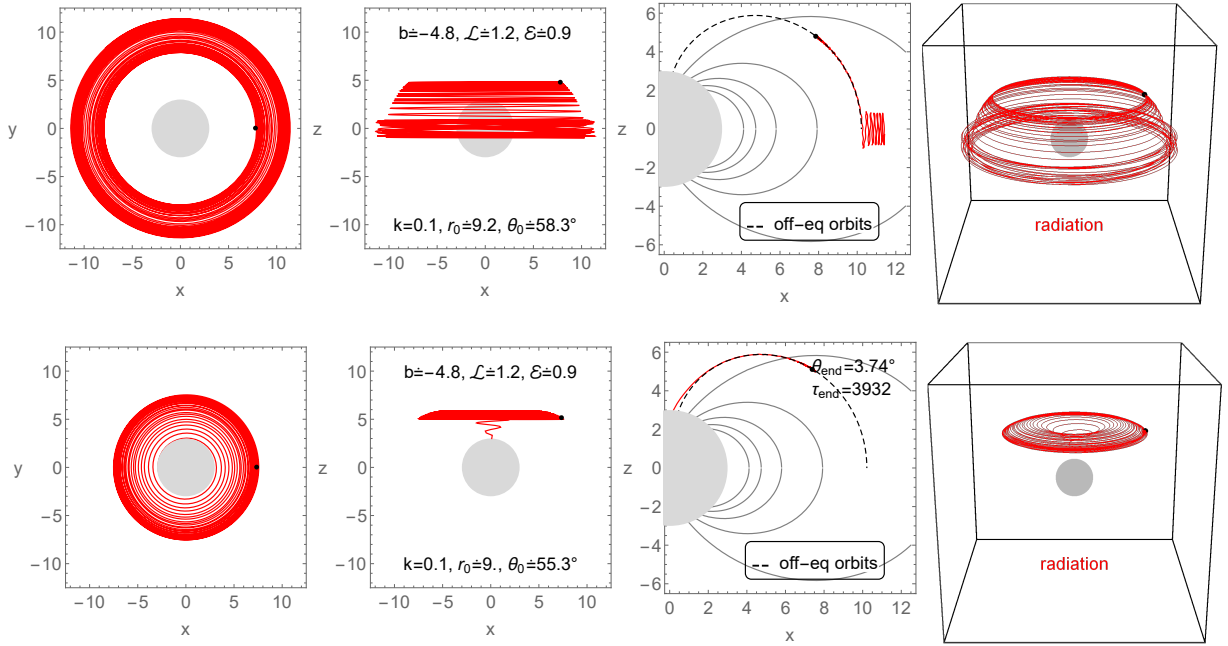 b≐−4.8, ℒ≐1.2, ℰ≐0.9
k=0.1, r₀≐9.2, θ₀≐58.3°
10
5
0
−5
−10
y
−10 −5 0 5 10
x
10
5
0
−5
−10
z
−10 −5 0 5 10
x
6
4
2
0
−2
−4
−6
z
0 2 4 6 8 10 12
x
off−eq orbits
radiation
b≐−4.8, ℒ≐1.2, ℰ≐0.9
k=0.1, r₀≐9., θ₀≐55.3°
10
5
0
−5
−10
y
−10 −5 0 5 10
x
10
5
0
−5
−10
z
−10 −5 0 5 10
x
θend=3.74°
τend=3932
6
4
2
0
−2
−4
−6
z
0 2 4 6 8 10 12
x
off−eq orbits
radiation